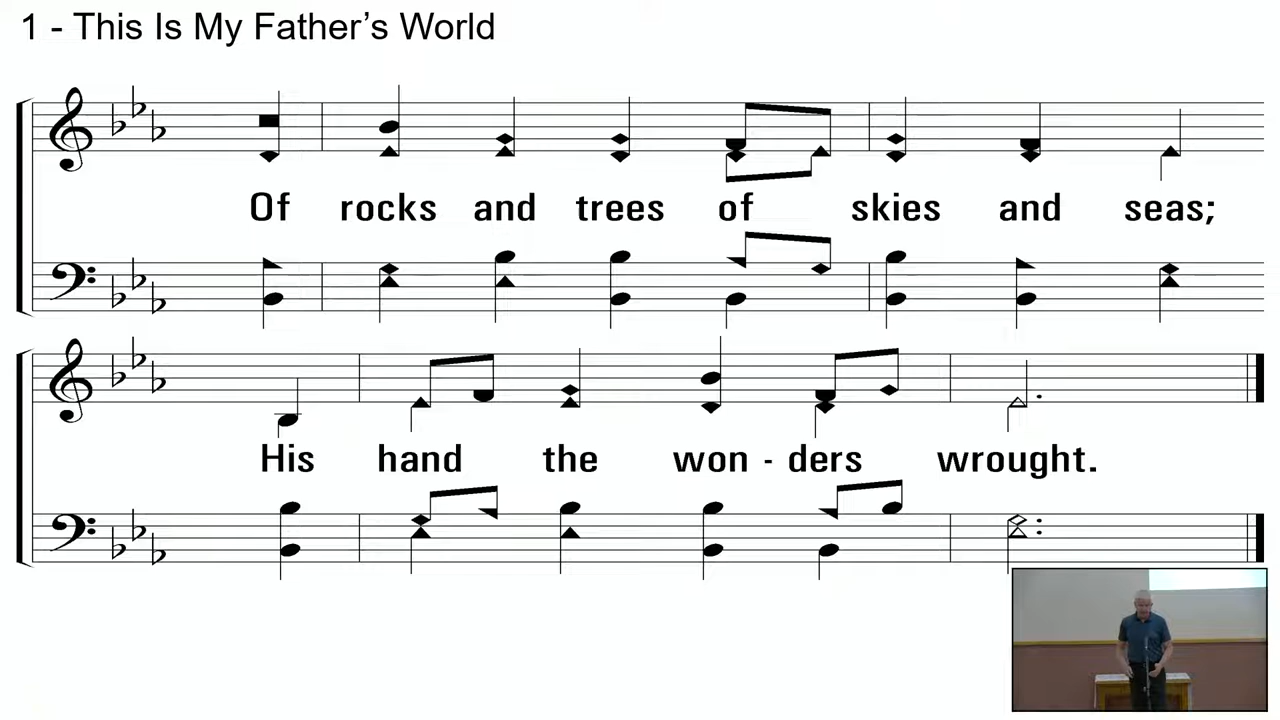 1 - This Is My Father’s World
Of rocks and trees of skies and seas;
His hand the won - ders wrought.